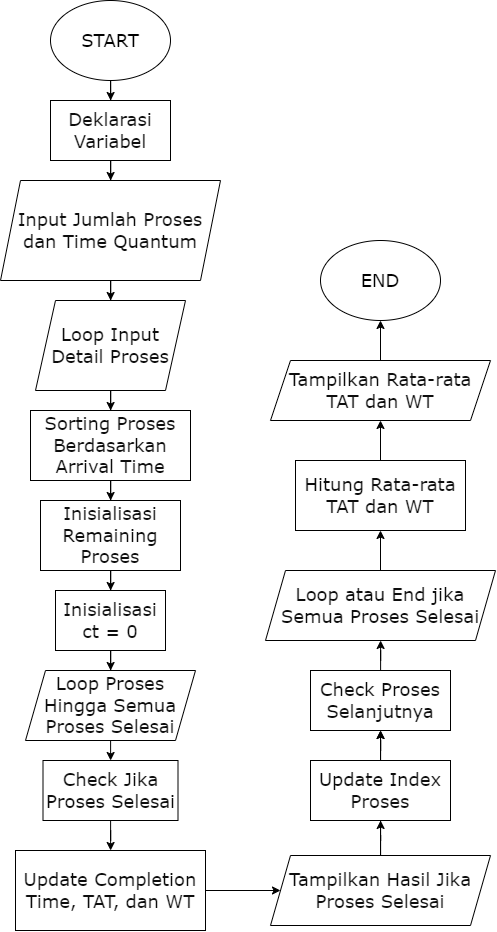 START
Deklarasi
Variabel
Input Jumlah Proses
dan Time Quantum
Loop Input
Detail Proses
Sorting Proses
Berdasarkan
Arrival Time
Inisialisasi
Remaining
Proses
Inisialisasi
ct = 0
Loop Proses
Hingga Semua
Proses Selesai
Check Jika
Proses Selesai
Update Completion
Time, TAT, dan WT
Tampilkan Hasil Jika
Proses Selesai
Update Index
Proses
Check Proses
Selanjutnya
Loop atau End jika
Semua Proses Selesai
Hitung Rata-rata
TAT dan WT
Tampilkan Rata-rata
TAT dan WT
END